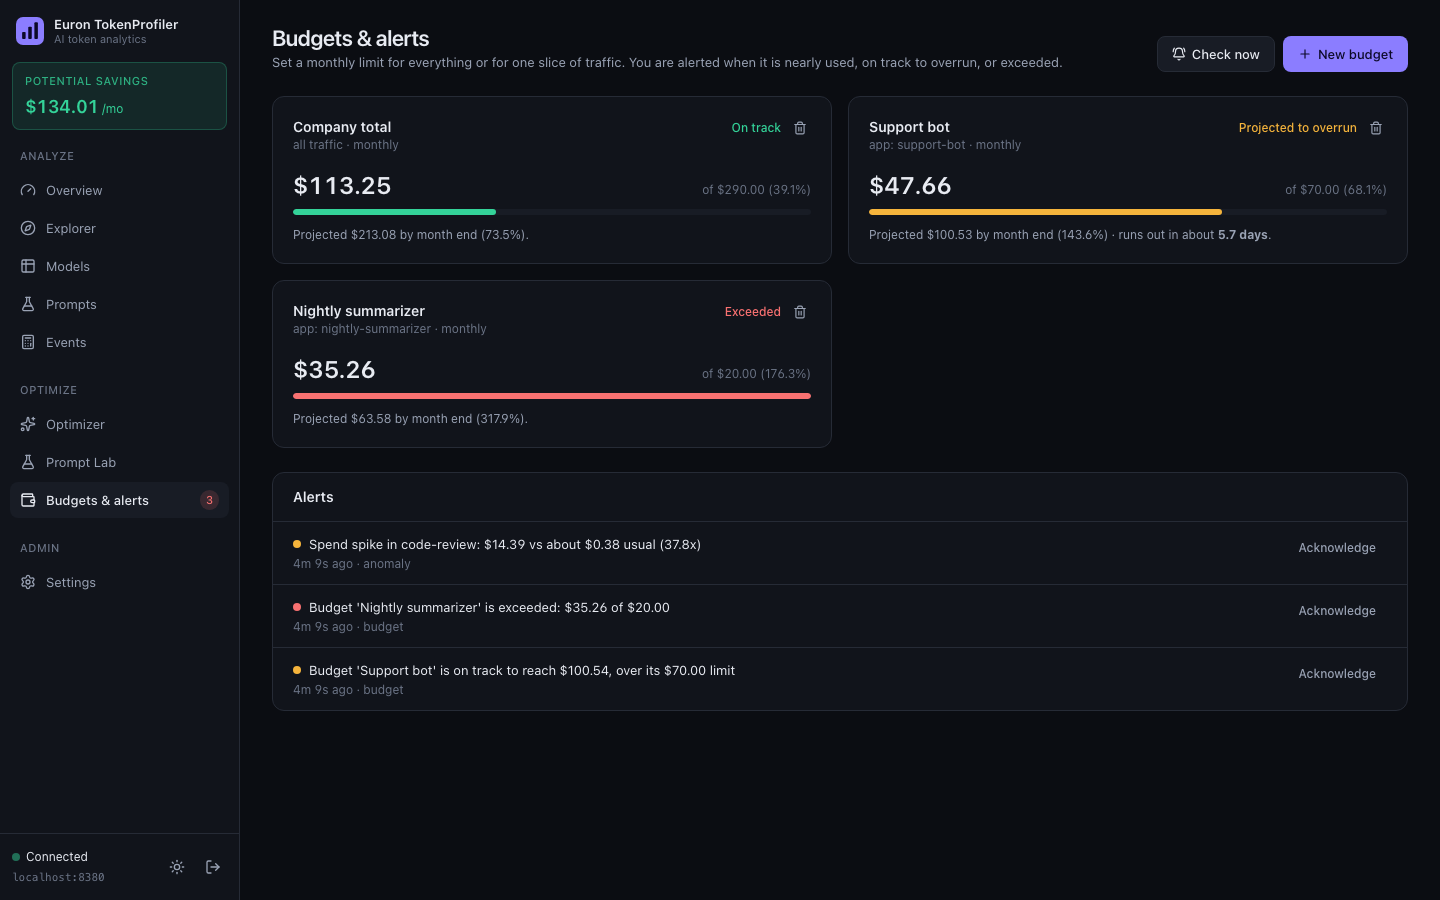 Euron TokenProfiler
AI token analytics
POTENTIAL SAVINGS
$134.01 /mo
ANALYZE
Overview
Explorer
Models
Prompts
Events
OPTIMIZE
Optimizer
Prompt Lab
Budgets & alerts 3
ADMIN
Settings
Connected
localhost:8380
Budgets & alerts
Set a monthly limit for everything or for one slice of traffic. You are alerted when it is nearly used, on track to overrun, or exceeded.
Check now
New budget
Company total On track
all traffic · monthly
$113.25 of $290.00 (39.1%)
Projected $213.08 by month end (73.5%).
Support bot Projected to overrun
app: support-bot · monthly
$47.66 of $70.00 (68.1%)
Projected $100.53 by month end (143.6%) · runs out in about 5.7 days.
Nightly summarizer Exceeded
app: nightly-summarizer · monthly
$35.26 of $20.00 (176.3%)
Projected $63.58 by month end (317.9%).
Alerts
Spend spike in code-review: $14.39 vs about $0.38 usual (37.8x) Acknowledge
4m 9s ago · anomaly
Budget 'Nightly summarizer' is exceeded: $35.26 of $20.00 Acknowledge
4m 9s ago · budget
Budget 'Support bot' is on track to reach $100.54, over its $70.00 limit Acknowledge
4m 9s ago · budget